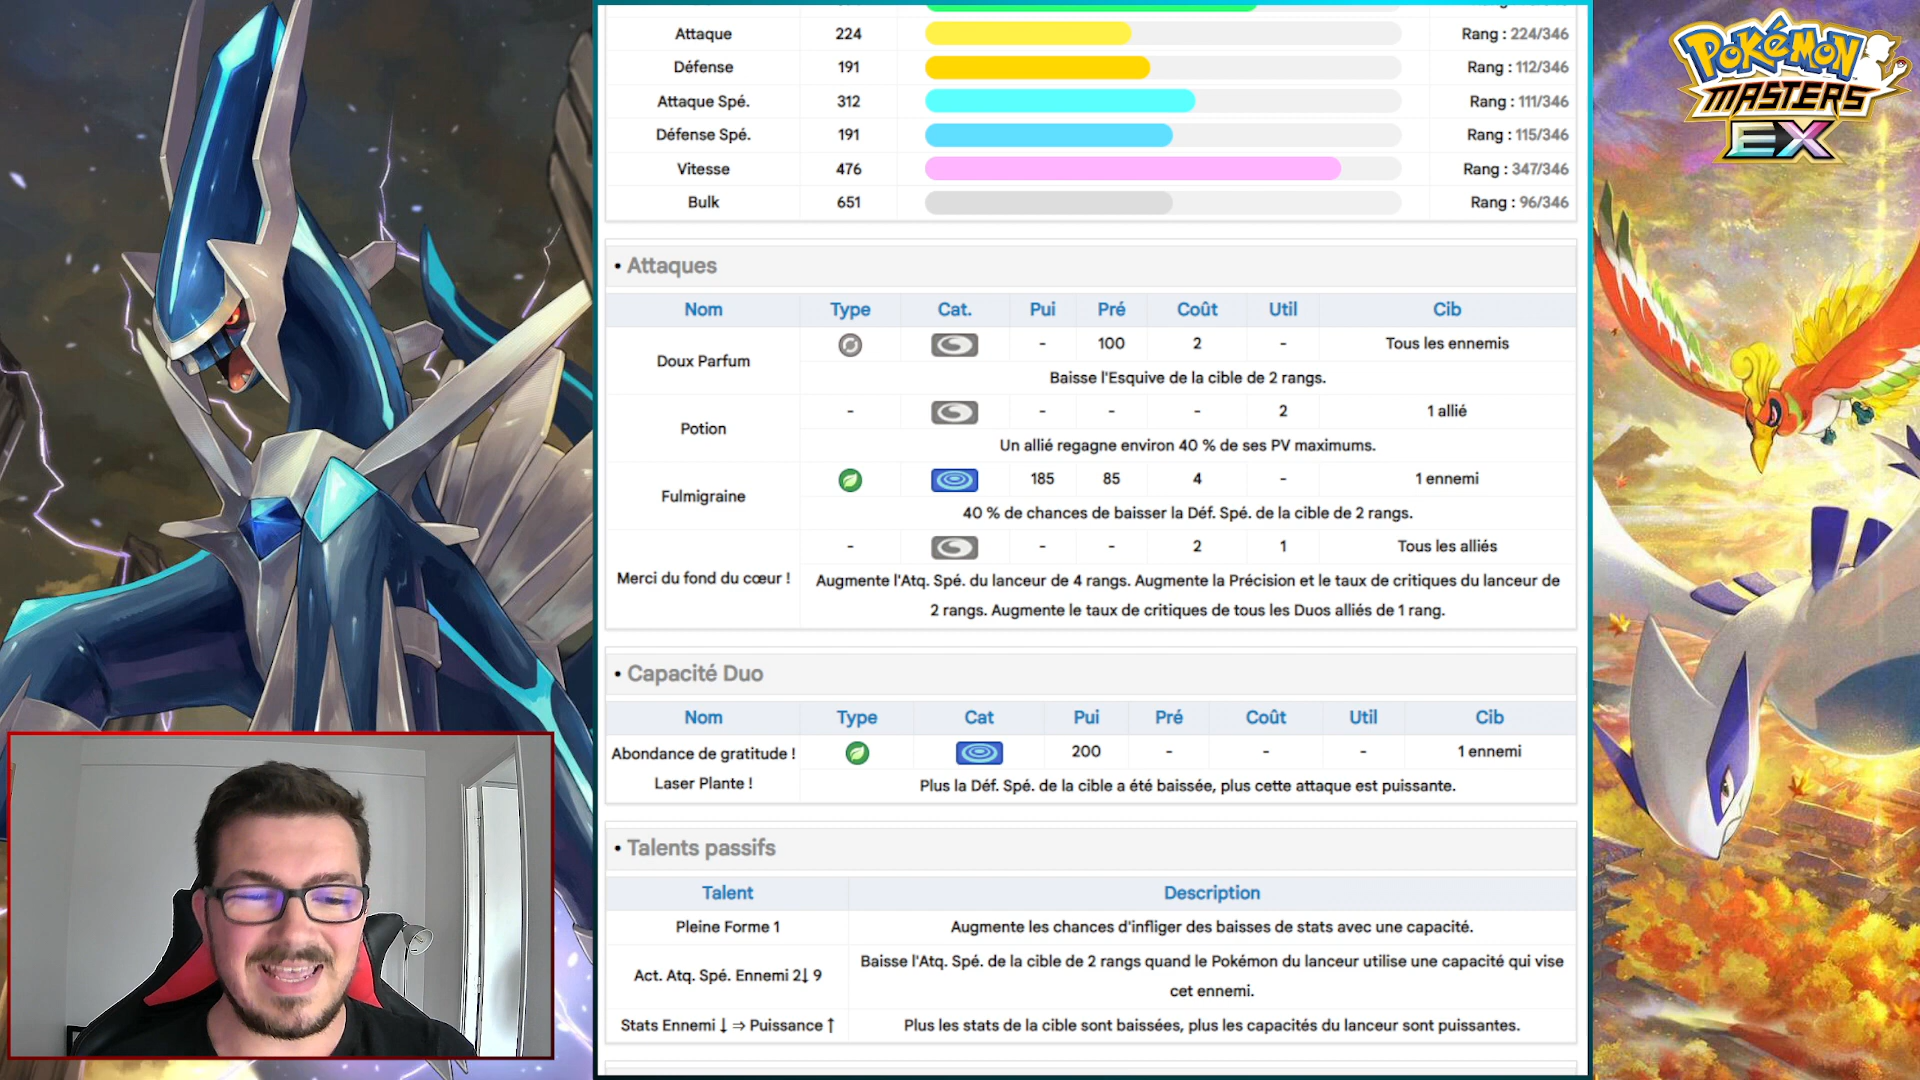 Attaque 224 Rang : 224/346
Défense 191 Rang : 112/346
Attaque Spé. 312 Rang : 111/346
Défense Spé. 191 Rang : 115/346
Vitesse 476 Rang : 347/346
Bulk 651 Rang : 96/346
• Attaques
Nom Type Cat. Pui Pré Coût Util Cib
Doux Parfum - 100 2 - Tous les ennemis
Baisse l'Esquive de la cible de 2 rangs.
Potion - - - - 2 1 allié
Un allié regagne environ 40 % de ses PV maximums.
Fulmigraine 185 85 4 - 1 ennemi
40 % de chances de baisser la Déf. Spé. de la cible de 2 rangs.
Merci du fond du cœur ! - - - 2 1 Tous les alliés
Augmente l'Atq. Spé. du lanceur de 4 rangs. Augmente la Précision et le taux de critiques du lanceur de
2 rangs. Augmente le taux de critiques de tous les Duos alliés de 1 rang.
• Capacité Duo
Nom Type Cat Pui Pré Coût Util Cib
Abondance de gratitude ! 200 - - - 1 ennemi
Laser Plante ! Plus la Déf. Spé. de la cible a été baissée, plus cette attaque est puissante.
• Talents passifs
Talent Description
Pleine Forme 1 Augmente les chances d'infliger des baisses de stats avec une capacité.
Act. Atq. Spé. Ennemi 2↓ 9 Baisse l'Atq. Spé. de la cible de 2 rangs quand le Pokémon du lanceur utilise une capacité qui vise
cet ennemi.
Stats Ennemi ↓ ⇒ Puissance ↑ Plus les stats de la cible sont baissées, plus les capacités du lanceur sont puissantes.
POKéMON
MASTERS
EX